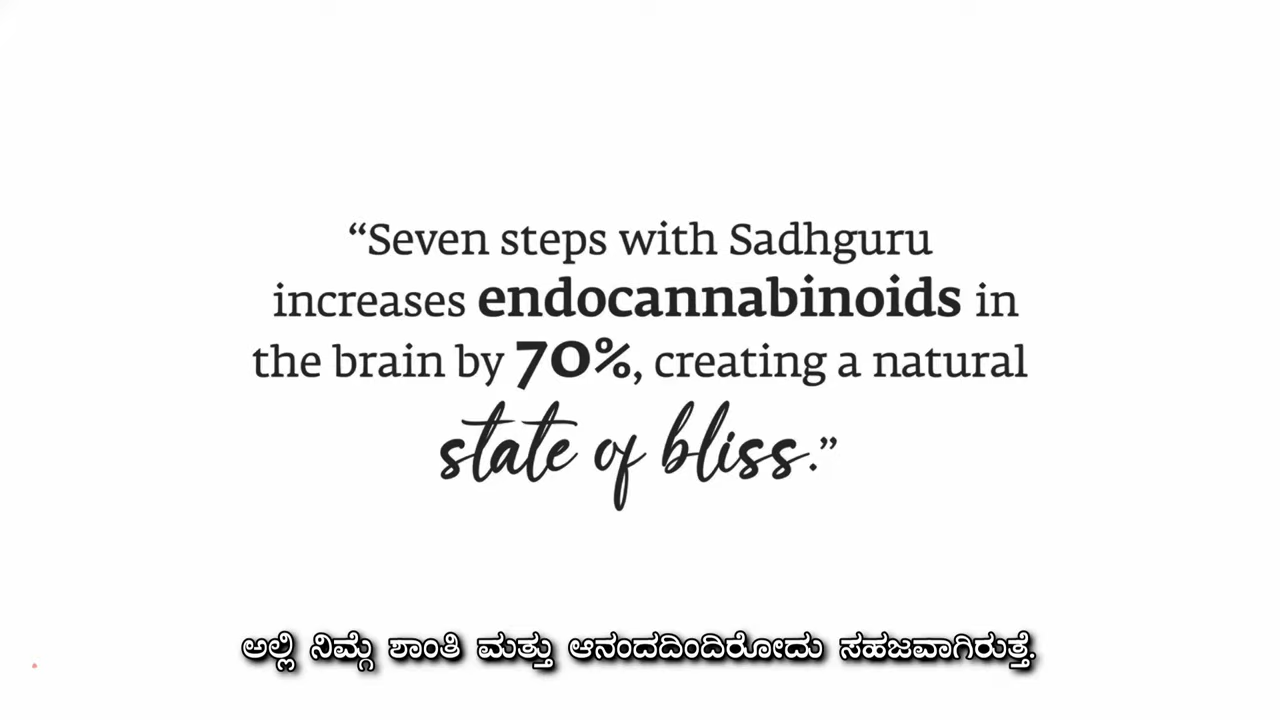 “Seven steps with Sadhguru
increases endocannabinoids in
the brain by 70%, creating a natural
state of bliss.”
ಅಲ್ಲಿ ನಿಮ್ಗೆ ಶಾಂತಿ ಮತ್ತು ಆನಂದದಿಂದಿರೋದು ಸಹಜವಾಗಿರುತ್ತೆ.